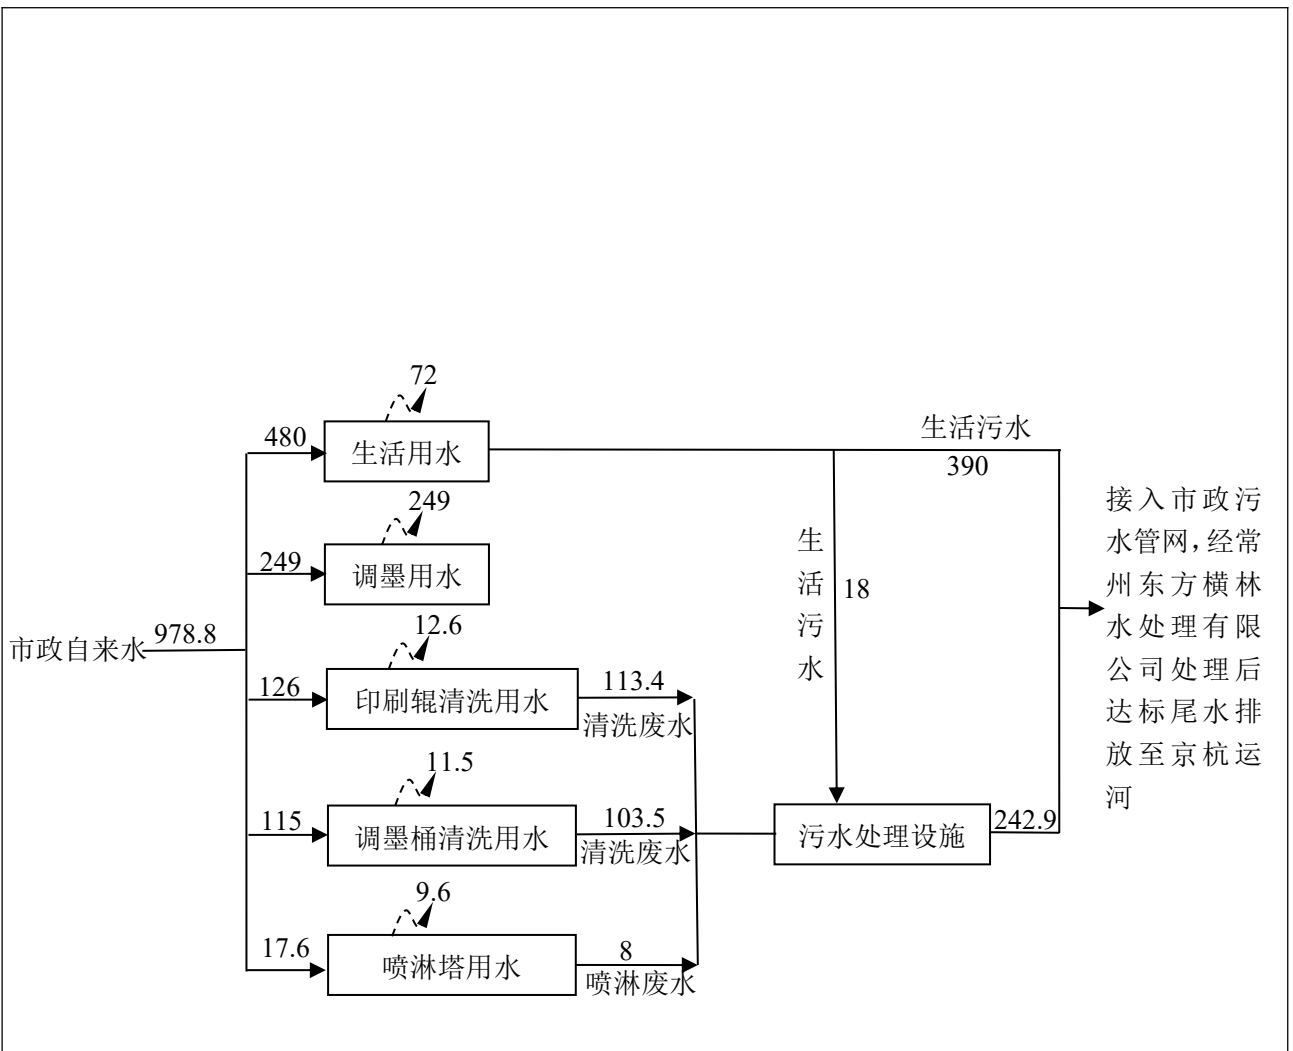 72
480
生活用水
生活污水
390
249
249
调墨用水
接入市政污
水管网，经常
州东方横林
水处理有限
公司处理后
达标尾水排
放至京杭运
河
生
活
污
水
18
市政自来水
978.8
12.6
126
印刷辊清洗用水
113.4
清洗废水
11.5
115
调墨桶清洗用水
103.5
清洗废水
污水处理设施
242.9
9.6
17.6
喷淋塔用水
8
喷淋废水